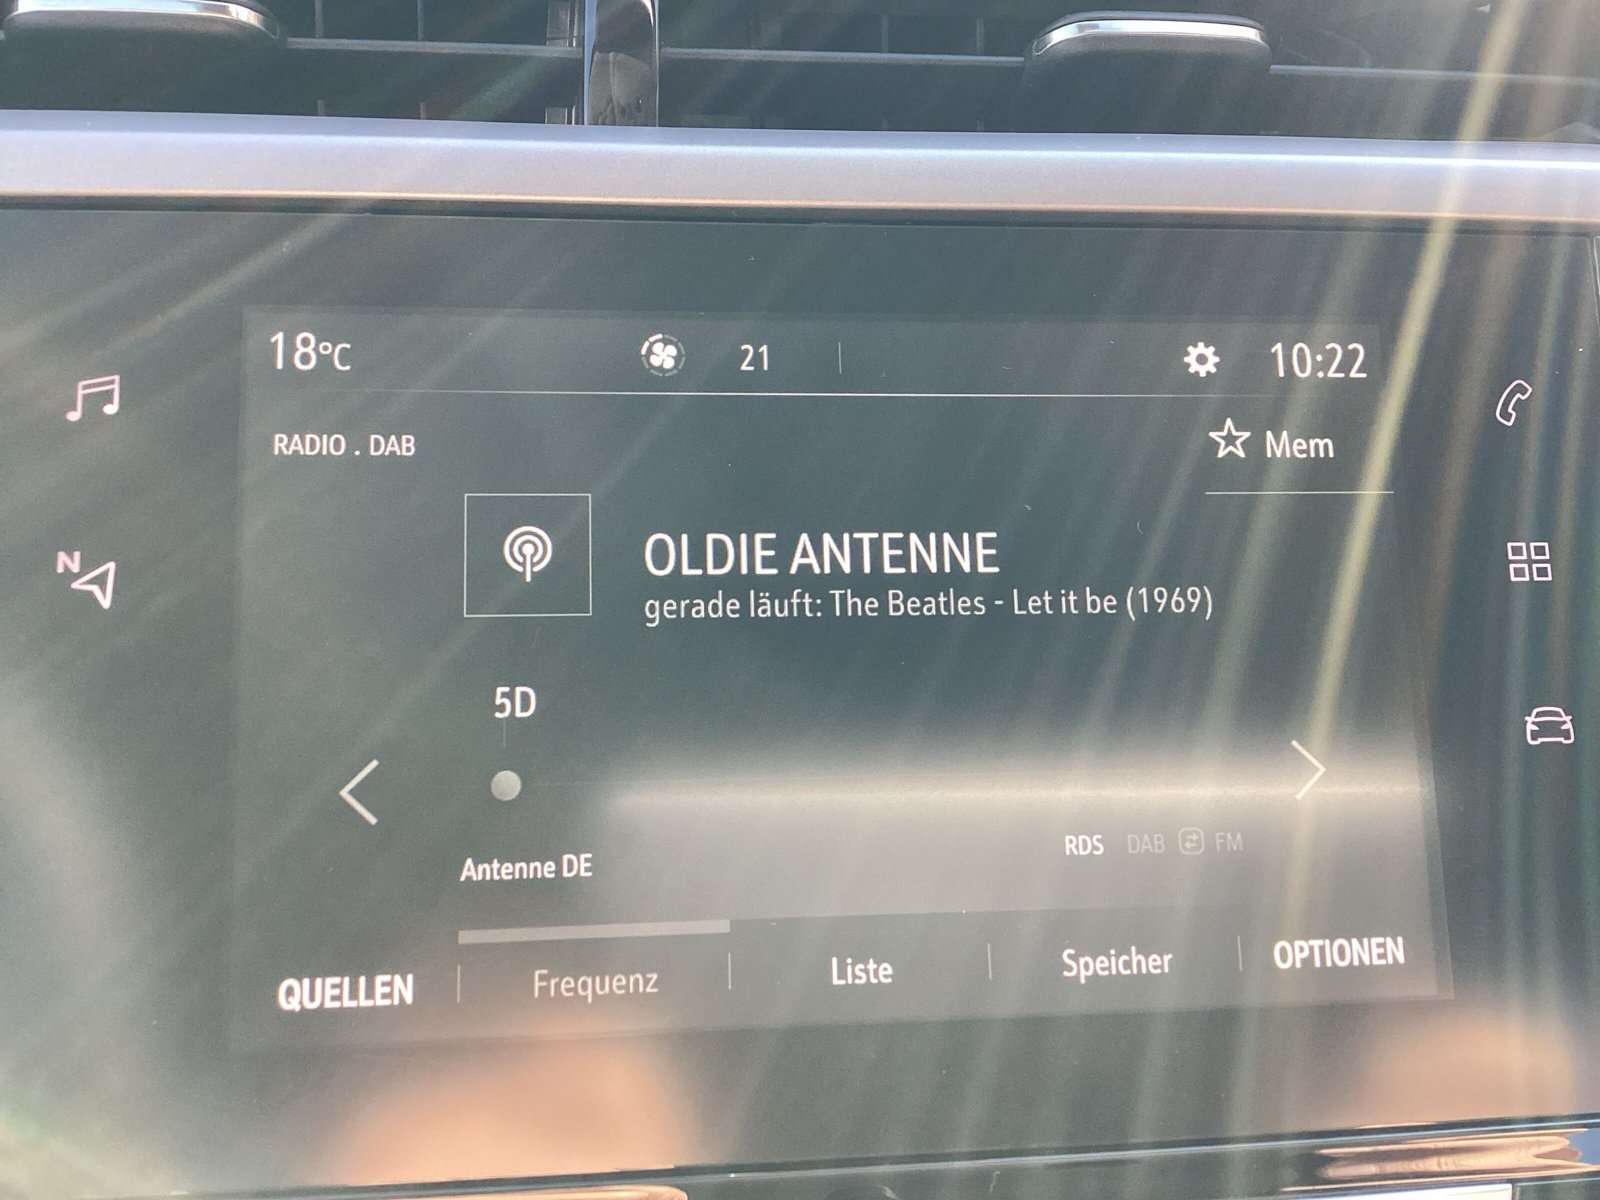 18°C 21 10:22
RADIO . DAB Mem
OLDIE ANTENNE
gerade läuft: The Beatles - Let it be (1969)
N
5D
RDS DAB FM
Antenne DE
QUELLEN Frequenz Liste Speicher OPTIONEN